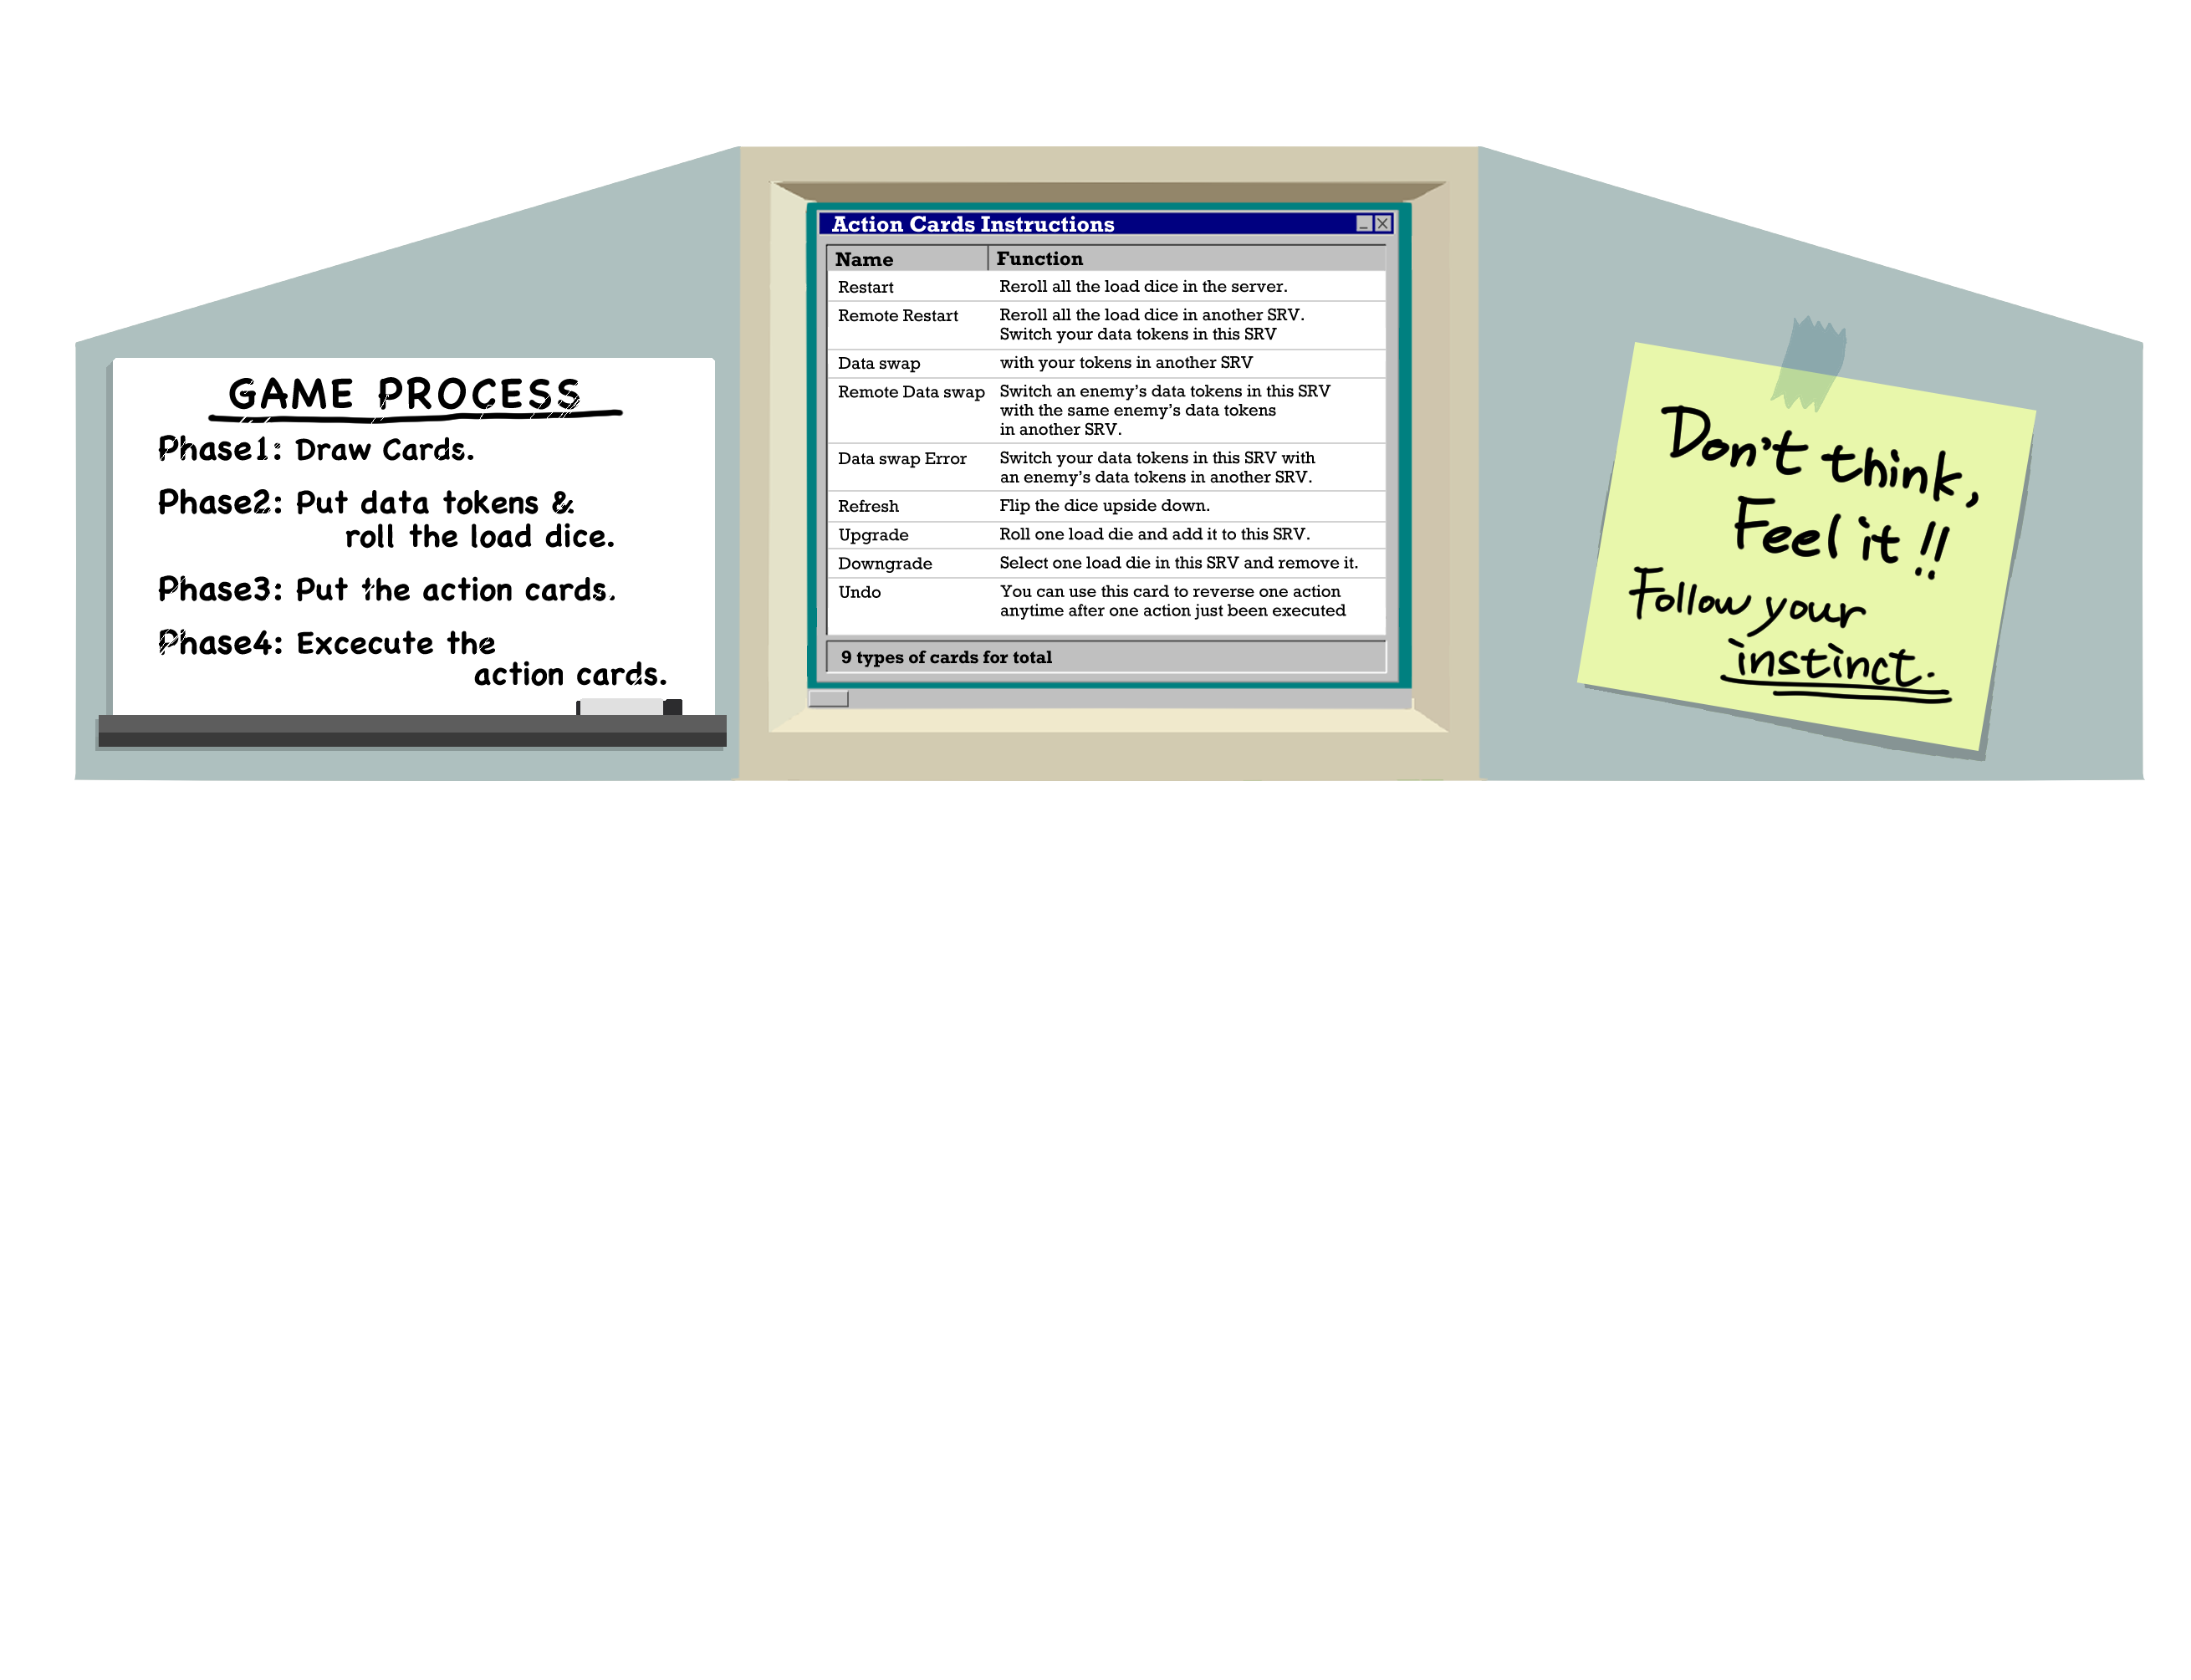 GAME PROCESS
Phase1: Draw Cards.
Phase2: Put data tokens &
roll the load dice.
Phase3: Put the action cards.
Phase4: Excecute the
action cards.
Action Cards Instructions
Name Function
Restart Reroll all the load dice in the server.
Remote Restart Reroll all the load dice in another SRV.
Switch your data tokens in this SRV
Data swap with your tokens in another SRV
Remote Data swap Switch an enemy's data tokens in this SRV
with the same enemy's data tokens
in another SRV.
Data swap Error Switch your data tokens in this SRV with
an enemy's data tokens in another SRV.
Refresh Flip the dice upside down.
Upgrade Roll one load die and add it to this SRV.
Downgrade Select one load die in this SRV and remove it.
Undo You can use this card to reverse one action
anytime after one action just been executed
9 types of cards for total
Don't think,
Feel it!!
Follow your
instinct.